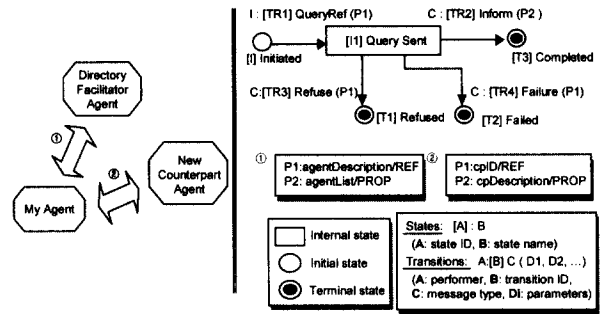 Directory
Facilitator
Agent
①
②
New
Counterpart
Agent
My Agent
I : [TR1] QueryRef (P1)
C : [TR2] Inform (P2 )
[I1] Query Sent
[I] Initiated
[T3] Completed
C:[TR3] Refuse (P1)
C : [TR4] Failure (P1)
[T1] Refused
[T2] Failed
①
P1:agentDescription/REF
P2: agentList/PROP
②
P1:cpID/REF
P2: cpDescription/PROP
Internal state
Initial state
Terminal state
States: [A] : B
(A: state ID, B: state name)
Transitions: A:[B] C ( D1, D2, ...)
(A: performer, B: transition ID,
C: message type, Di: parameters)